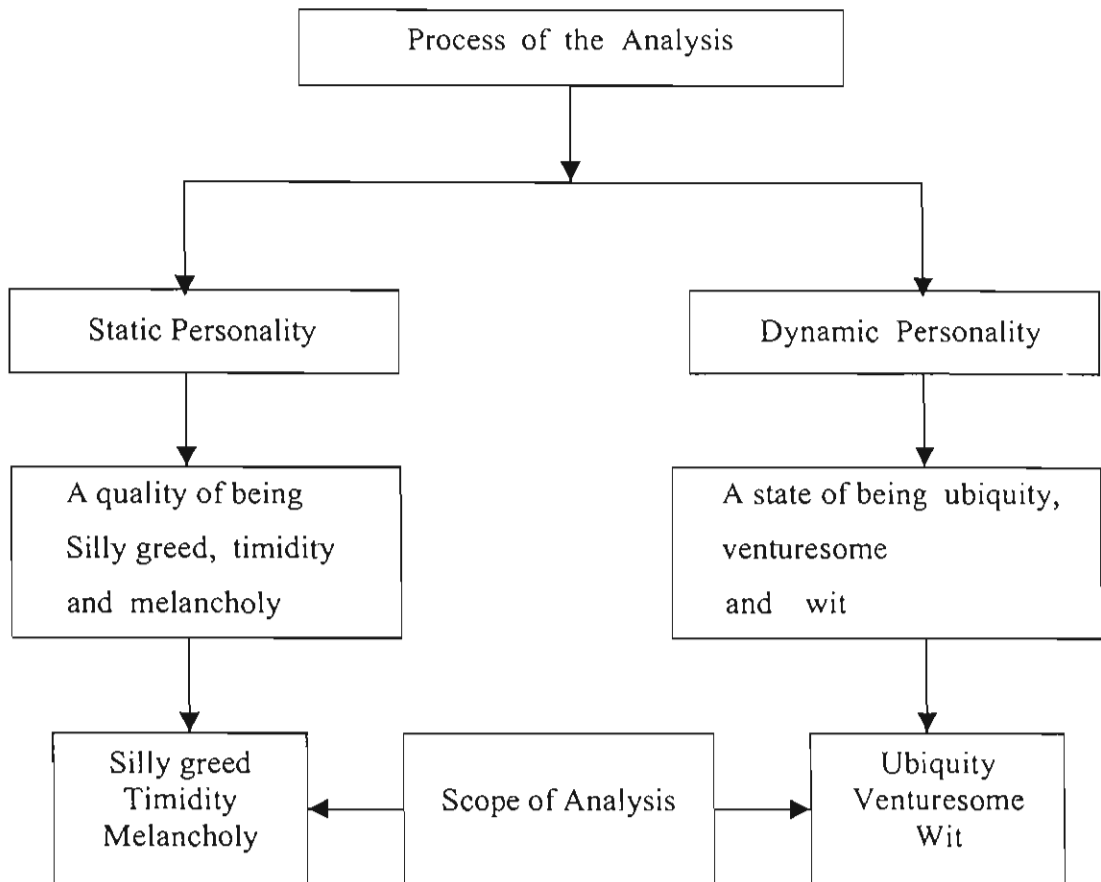 Process of the Analysis
Static Personality
Dynamic Personality
A quality of being
Silly greed, timidity
and melancholy
A state of being ubiquity,
venturesome
and wit
Silly greed
Timidity
Melancholy
Scope of Analysis
Ubiquity
Venturesome
Wit